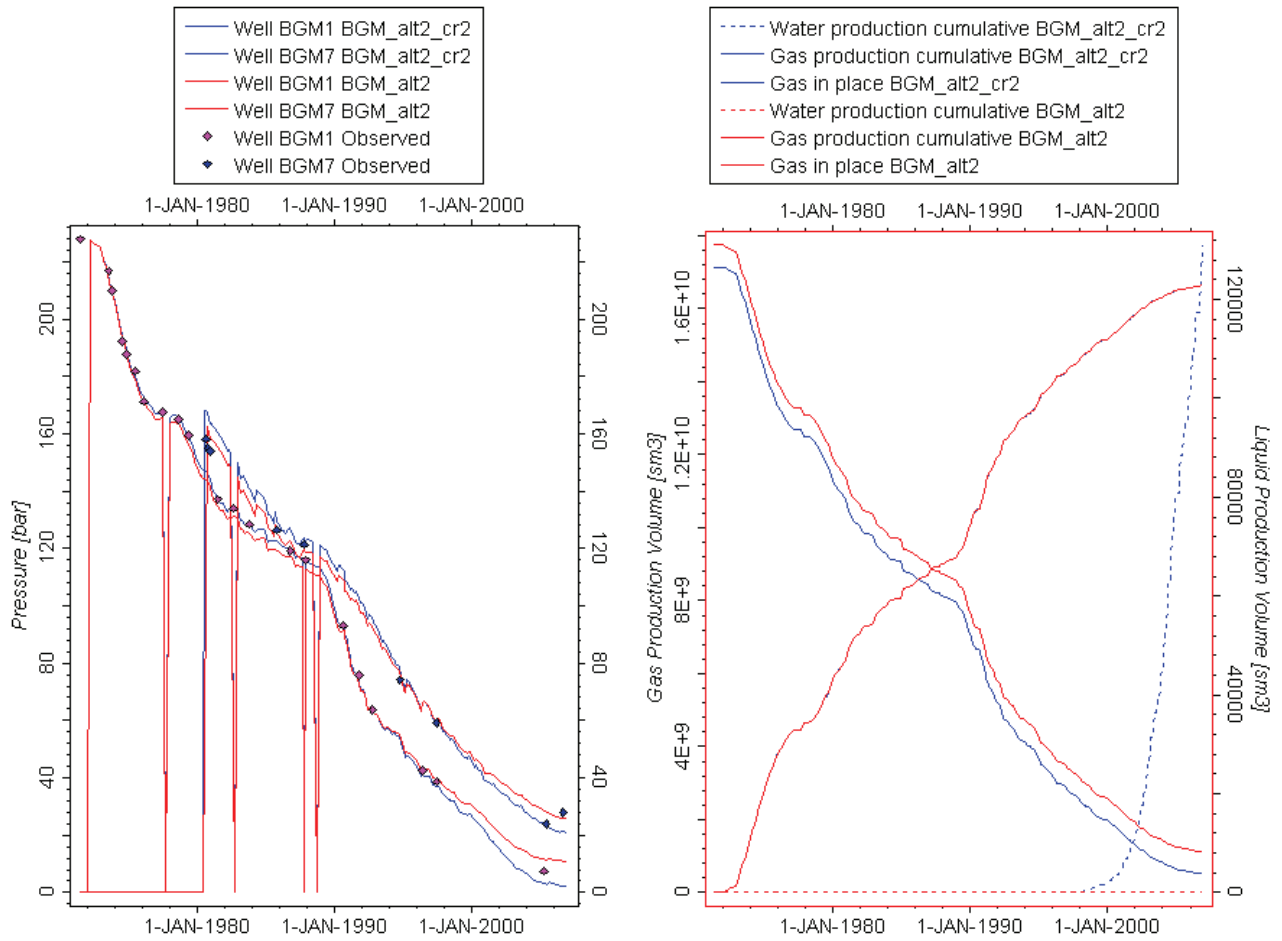 Well BGM1 BGM_alt2_cr2
Well BGM7 BGM_alt2_cr2
Well BGM1 BGM_alt2
Well BGM7 BGM_alt2
Well BGM1 Observed
Well BGM7 Observed
1-JAN-1980 1-JAN-1990 1-JAN-2000
Pressure [bar]
200 200
160 160
120 120
80 80
40 40
0 0
1-JAN-1980 1-JAN-1990 1-JAN-2000
Water production cumulative BGM_alt2_cr2
Gas production cumulative BGM_alt2_cr2
Gas in place BGM_alt2_cr2
Water production cumulative BGM_alt2
Gas production cumulative BGM_alt2
Gas in place BGM_alt2
1-JAN-1980 1-JAN-1990 1-JAN-2000
Gas Production Volume [sm3]
1.6E+10
1.2E+10
8E+9
4E+9
0
120000
80000
40000
0
Liquid Production Volume [sm3]
1-JAN-1980 1-JAN-1990 1-JAN-2000